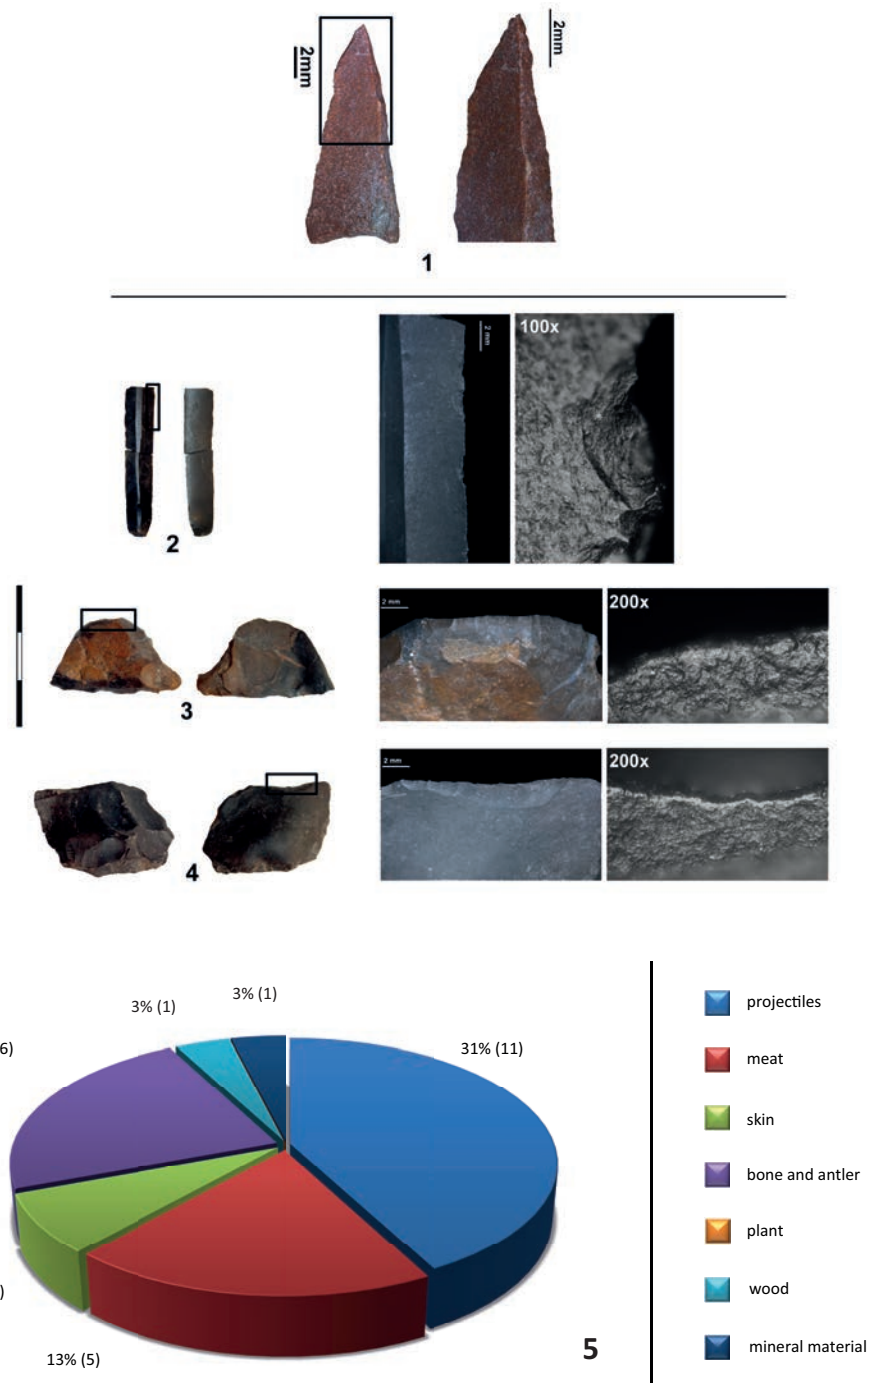 2mm
2mm
1
2 mm
100x
2
2 mm
200x
3
2 mm
200x
4
3% (1)
3% (1)
6)
31% (11)
)
13% (5)
5
projectiles
meat
skin
bone and antler
plant
wood
mineral material